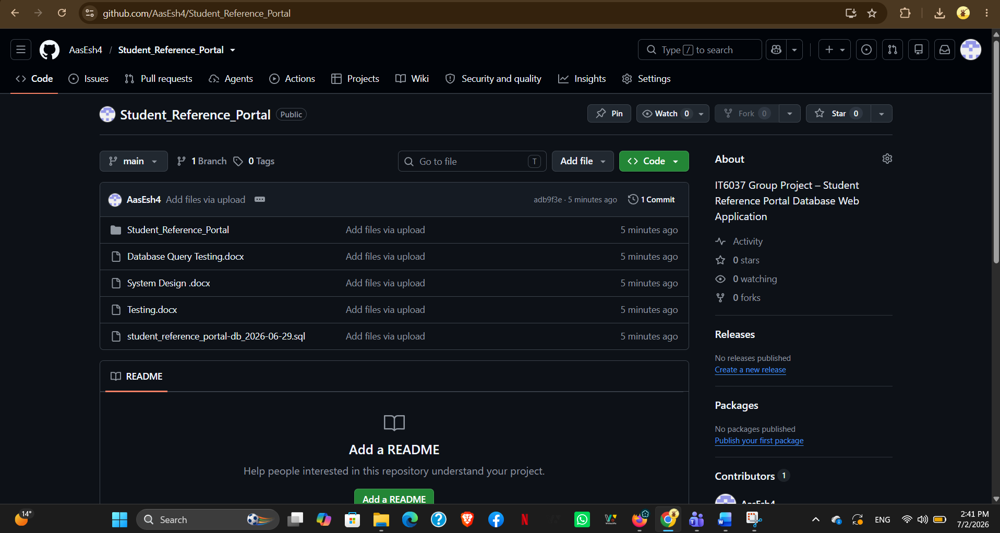 github.com/AasEsh4/Student_Reference_Portal
AasEsh4 / Student_Reference_Portal
Type / to search
Code Issues Pull requests Agents Actions Projects Wiki Security and quality Insights Settings
Student_Reference_Portal Public
Pin Watch 0 Fork 0 Star 0
main 1 Branch 0 Tags Go to file T Add file Code
AasEsh4 Add files via upload adb9f3e · 5 minutes ago 1 Commit
Student_Reference_Portal Add files via upload 5 minutes ago
Database Query Testing.docx Add files via upload 5 minutes ago
System Design .docx Add files via upload 5 minutes ago
Testing.docx Add files via upload 5 minutes ago
student_reference_portal-db_2026-06-29.sql Add files via upload 5 minutes ago
README
Add a README
Help people interested in this repository understand your project.
Add a README
About
IT6037 Group Project – Student
Reference Portal Database Web
Application
Activity
0 stars
0 watching
0 forks
Releases
No releases published
Create a new release
Packages
No packages published
Publish your first package
Contributors 1
AasEsh4
14°
Search
ENG
2:41 PM
7/2/2026